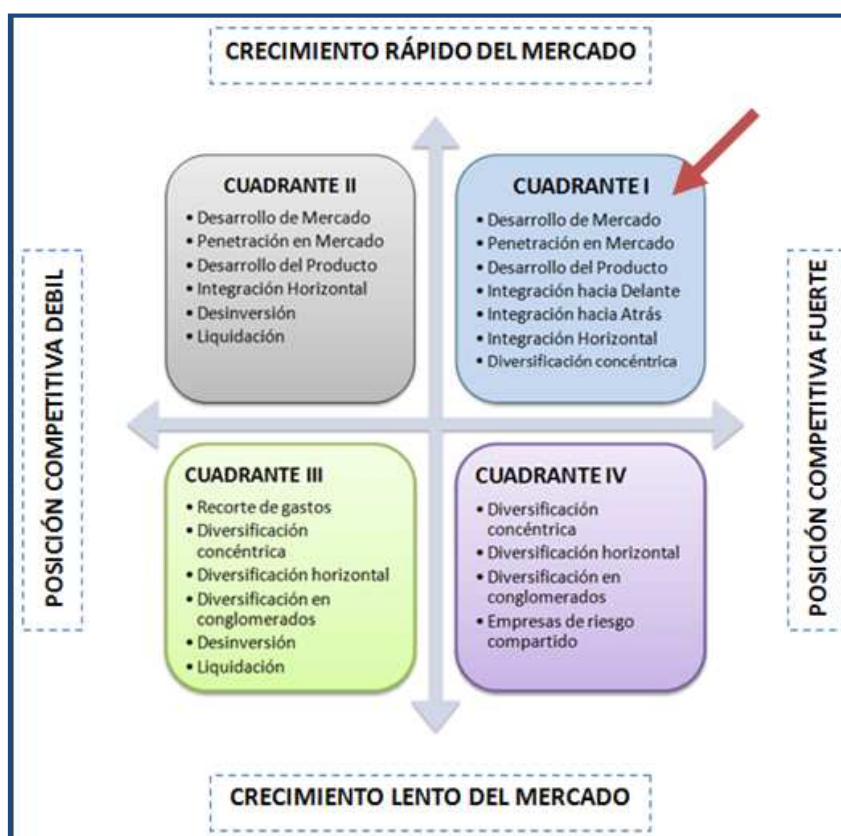 CRECIMIENTO RÁPIDO DEL MERCADO
CUADRANTE II
• Desarrollo de Mercado
• Penetración en Mercado
• Desarrollo del Producto
• Integración Horizontal
• Desinversión
• Liquidación
CUADRANTE I
• Desarrollo de Mercado
• Penetración en Mercado
• Desarrollo del Producto
• Integración hacia Delante
• Integración hacia Atrás
• Integración Horizontal
• Diversificación concéntrica
POSICIÓN COMPETITIVA DEBIL
POSICIÓN COMPETITIVA FUERTE
CUADRANTE III
• Recorte de gastos
• Diversificación
concéntrica
• Diversificación horizontal
• Diversificación en
conglomerados
• Desinversión
• Liquidación
CUADRANTE IV
• Diversificación
concéntrica
• Diversificación horizontal
• Diversificación en
conglomerados
• Empresas de riesgo
compartido
CRECIMIENTO LENTO DEL MERCADO